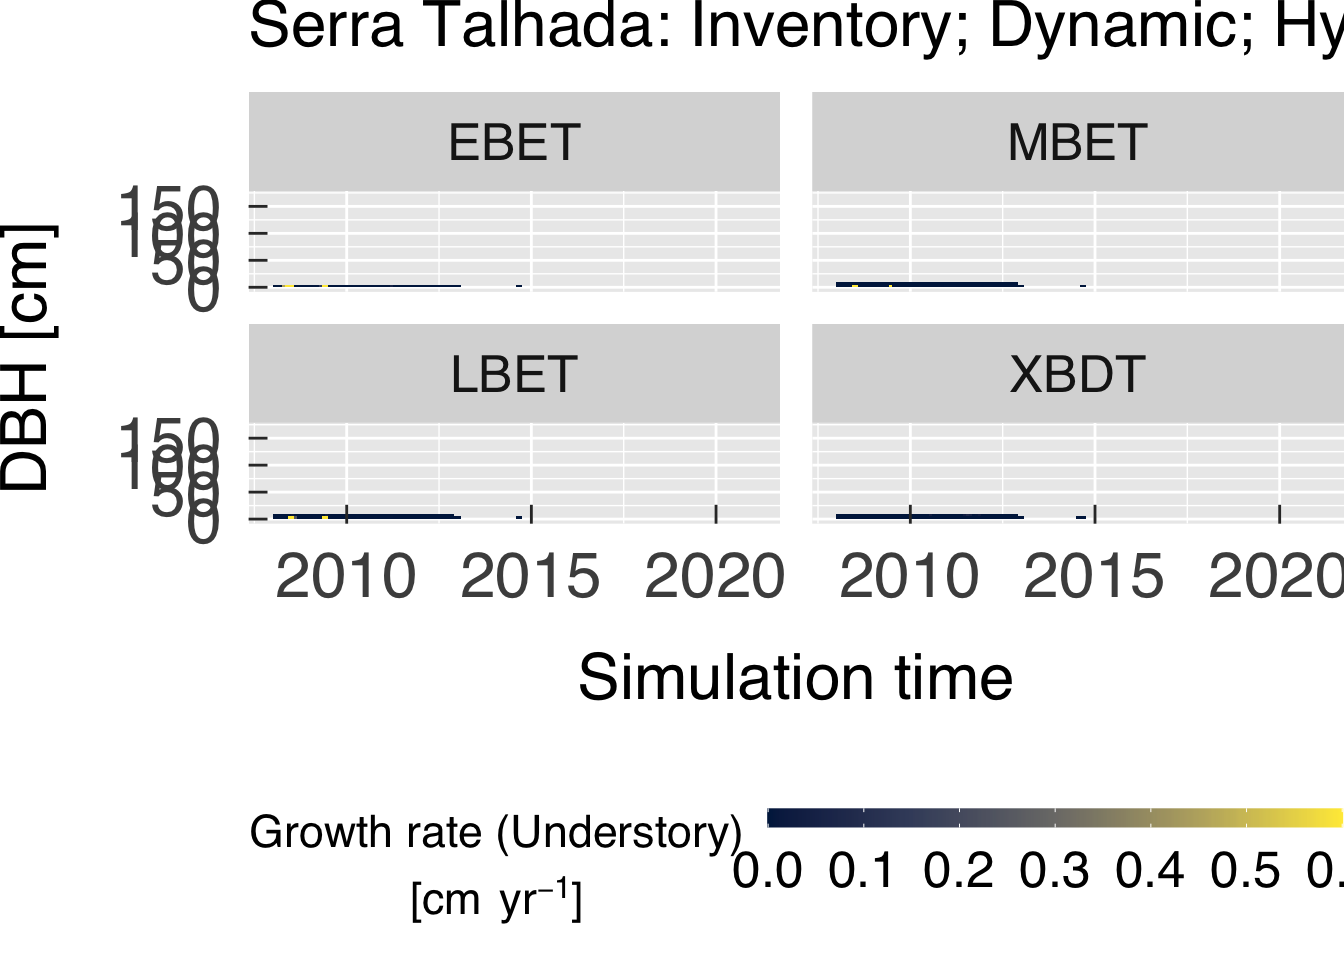 Serra Talhada: Inventory; Dynamic; Hy
EBET
MBET
150
100
50
0
LBET
XBDT
150
100
50
0
DBH [cm]
2010 2015 2020 2010 2015 2020
Simulation time
Growth rate (Understory)
[cm yr⁻¹]
0.0 0.1 0.2 0.3 0.4 0.5 0.